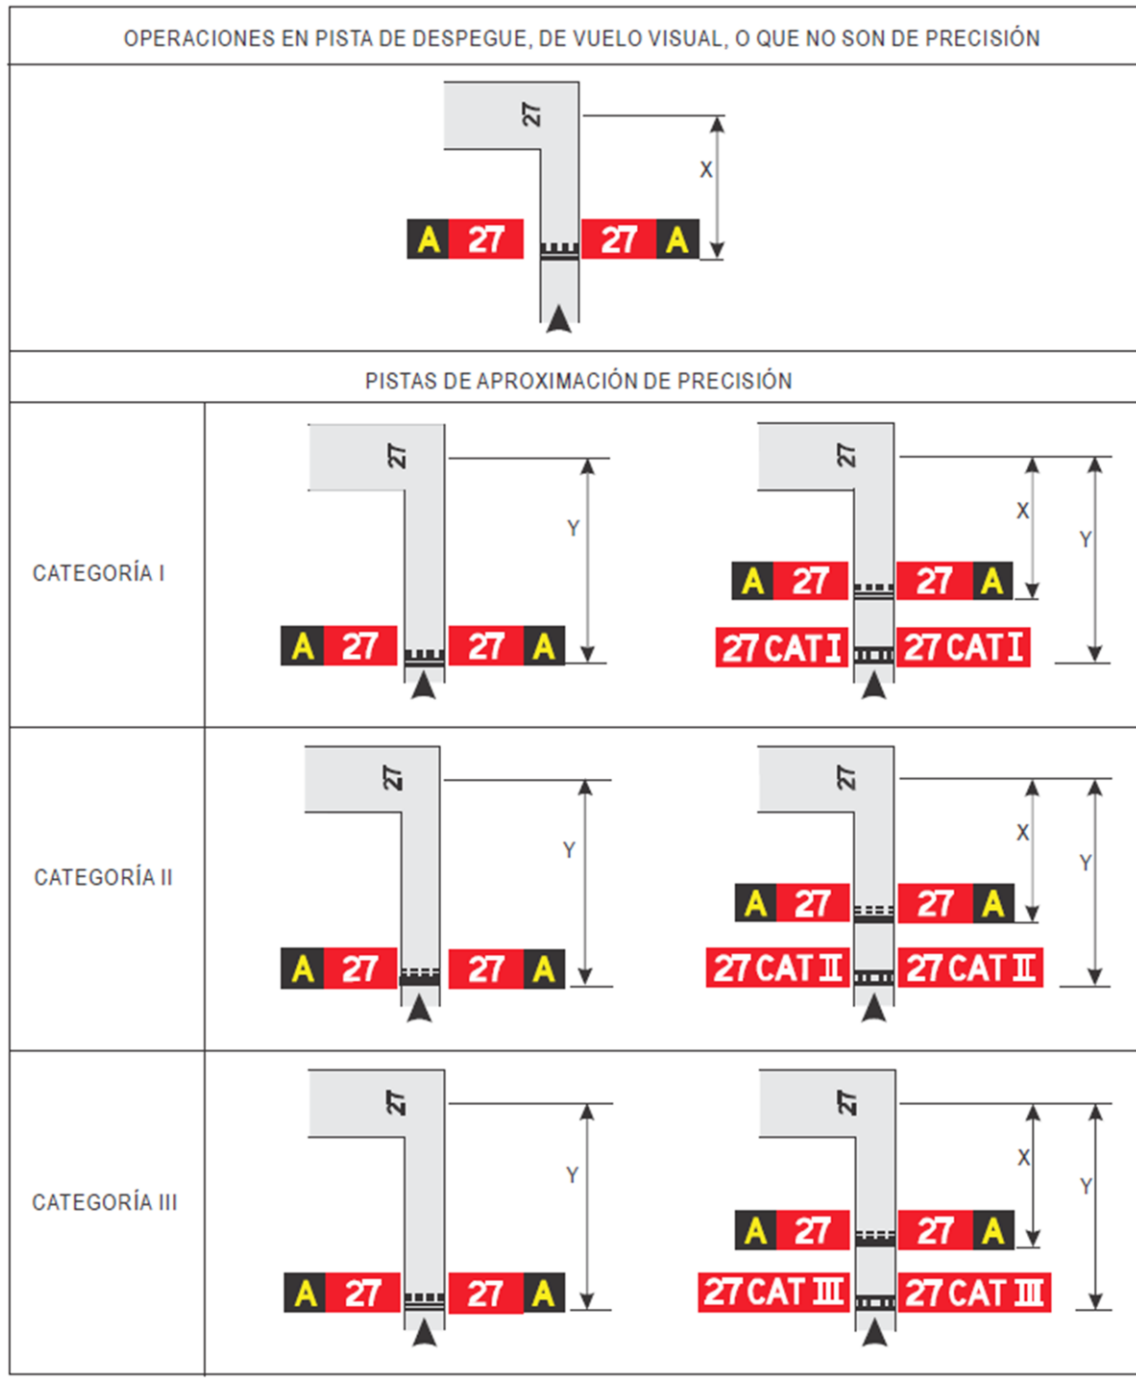 OPERACIONES EN PISTA DE DESPEGUE, DE VUELO VISUAL, O QUE NO SON DE PRECISIÓN
27
X
A 27 27 A
PISTAS DE APROXIMACIÓN DE PRECISIÓN
CATEGORÍA I
27
Y
A 27 27 A
27
X
Y
A 27 27 A
27 CAT I 27 CAT I
CATEGORÍA II
27
Y
A 27 27 A
27
X
Y
A 27 27 A
27 CAT II 27 CAT II
CATEGORÍA III
27
Y
A 27 27 A
27
X
Y
A 27 27 A
27 CAT III 27 CAT III